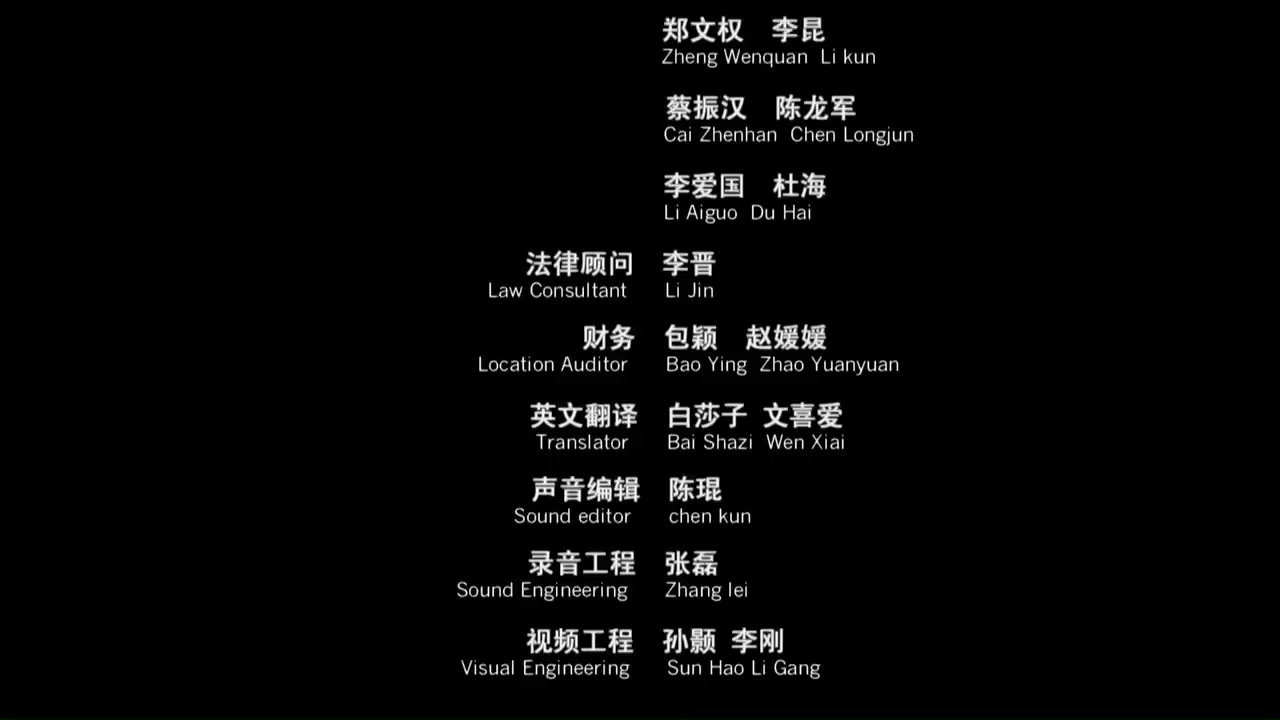 郑文权 李昆
Zheng Wenquan Li kun
蔡振汉 陈龙军
Cai Zhenhan Chen Longjun
李爱国 杜海
Li Aiguo Du Hai
法律顾问 李晋
Law Consultant Li Jin
财务 包颖 赵媛媛
Location Auditor Bao Ying Zhao Yuanyuan
英文翻译 白莎子 文喜爱
Translator Bai Shazi Wen Xiai
声音编辑 陈琨
Sound editor chen kun
录音工程 张磊
Sound Engineering Zhang lei
视频工程 孙颢 李刚
Visual Engineering Sun Hao Li Gang